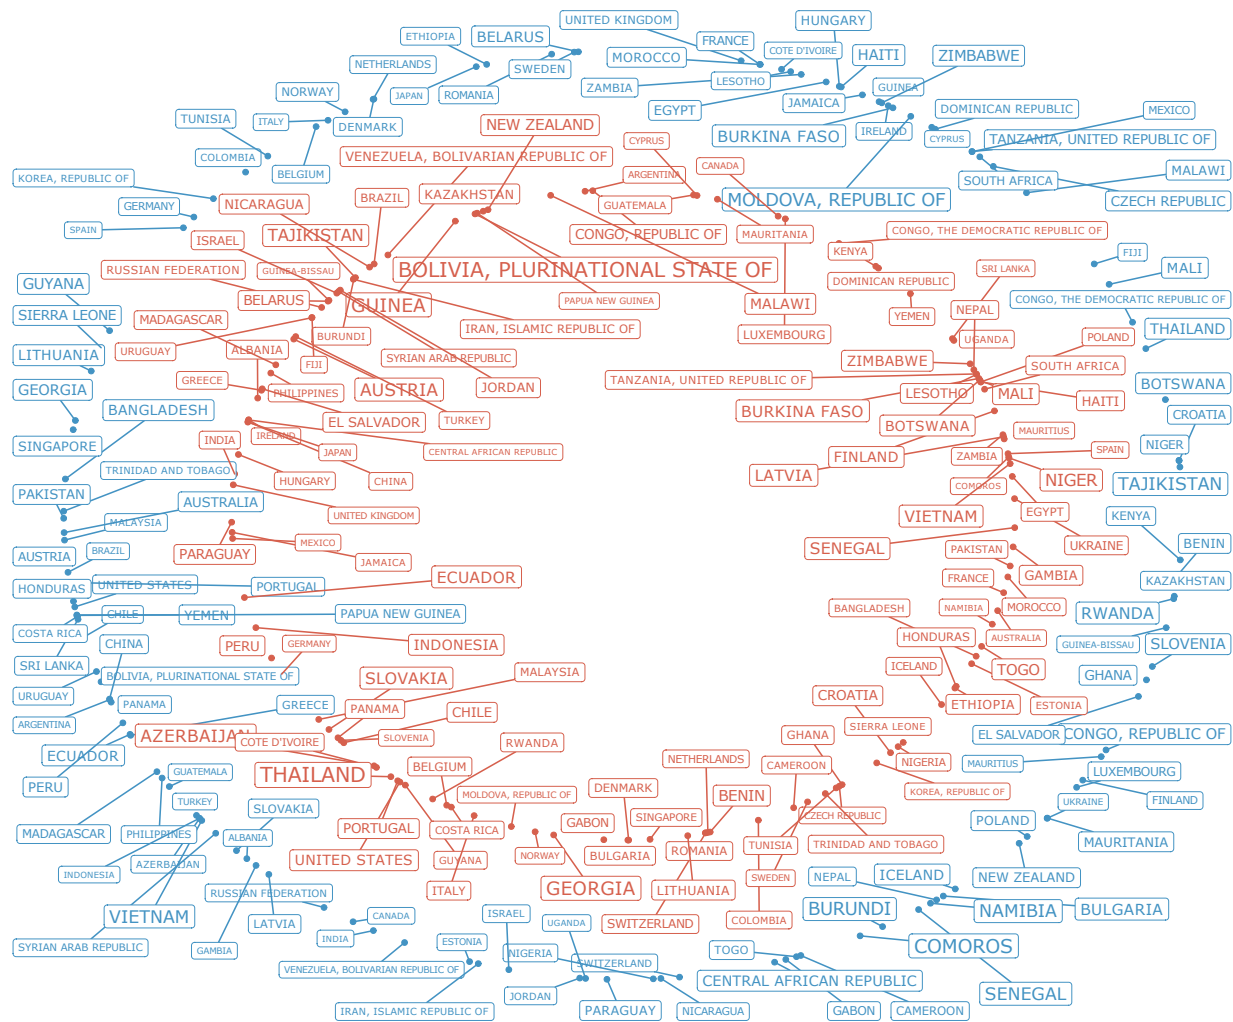 UNITED KINGDOM
HUNGARY
ETHIOPIA
BELARUS
FRANCE
COTE D'IVOIRE
HAITI
ZIMBABWE
MOROCCO
NETHERLANDS
SWEDEN
LESOTHO
ZAMBIA
GUINEA
NORWAY
JAPAN
ROMANIA
EGYPT
JAMAICA
DOMINICAN REPUBLIC
MEXICO
TUNISIA
ITALY
DENMARK
NEW ZEALAND
BURKINA FASO
IRELAND
CYPRUS
TANZANIA, UNITED REPUBLIC OF
COLOMBIA
VENEZUELA, BOLIVARIAN REPUBLIC OF
CYPRUS
BELGIUM
CANADA
MALAWI
KOREA, REPUBLIC OF
ARGENTINA
SOUTH AFRICA
KAZAKHSTAN
BRAZIL
MOLDOVA, REPUBLIC OF
CZECH REPUBLIC
GERMANY
NICARAGUA
GUATEMALA
SPAIN
TAJIKISTAN
CONGO, REPUBLIC OF
MAURITANIA
CONGO, THE DEMOCRATIC REPUBLIC OF
ISRAEL
KENYA
FIJI
RUSSIAN FEDERATION
GUINEA-BISSAU
BOLIVIA, PLURINATIONAL STATE OF
SRI LANKA
MALI
GUYANA
DOMINICAN REPUBLIC
BELARUS
GUINEA
PAPUA NEW GUINEA
MALAWI
CONGO, THE DEMOCRATIC REPUBLIC OF
SIERRA LEONE
NEPAL
MADAGASCAR
YEMEN
IRAN, ISLAMIC REPUBLIC OF
THAILAND
BURUNDI
LUXEMBOURG
UGANDA
POLAND
LITHUANIA
URUGUAY
ALBANIA
SYRIAN ARAB REPUBLIC
ZIMBABWE
FIJI
SOUTH AFRICA
GREECE
TANZANIA, UNITED REPUBLIC OF
BOTSWANA
GEORGIA
PHILIPPINES
AUSTRIA
JORDAN
LESOTHO
MALI
HAITI
BANGLADESH
BURKINA FASO
CROATIA
EL SALVADOR
TURKEY
BOTSWANA
IRELAND
MAURITIUS
INDIA
NIGER
SINGAPORE
JAPAN
CENTRAL AFRICAN REPUBLIC
SPAIN
FINLAND
ZAMBIA
TRINIDAD AND TOBAGO
LATVIA
HUNGARY
CHINA
NIGER
TAJIKISTAN
COMOROS
PAKISTAN
AUSTRALIA
EGYPT
UNITED KINGDOM
VIETNAM
KENYA
MALAYSIA
MEXICO
BENIN
UKRAINE
SENEGAL
PAKISTAN
BRAZIL
PARAGUAY
AUSTRIA
JAMAICA
GAMBIA
ECUADOR
FRANCE
KAZAKHSTAN
UNITED STATES
PORTUGAL
HONDURAS
MOROCCO
BANGLADESH
NAMIBIA
RWANDA
CHILE
YEMEN
PAPUA NEW GUINEA
COSTA RICA
HONDURAS
AUSTRALIA
CHINA
GERMANY
GUINEA-BISSAU
SLOVENIA
PERU
INDONESIA
SRI LANKA
ICELAND
TOGO
BOLIVIA, PLURINATIONAL STATE OF
SLOVAKIA
MALAYSIA
GHANA
URUGUAY
CROATIA
PANAMA
GREECE
ETHIOPIA
ESTONIA
PANAMA
CHILE
ARGENTINA
SIERRA LEONE
AZERBAIJAN
COTE D'IVOIRE
SLOVENIA
GHANA
EL SALVADOR
CONGO, REPUBLIC OF
RWANDA
ECUADOR
NETHERLANDS
NIGERIA
BELGIUM
CAMEROON
MAURITIUS
GUATEMALA
THAILAND
LUXEMBOURG
PERU
DENMARK
MOLDOVA, REPUBLIC OF
BENIN
KOREA, REPUBLIC OF
TURKEY
UKRAINE
FINLAND
SLOVAKIA
CZECH REPUBLIC
GABON
SINGAPORE
POLAND
MADAGASCAR
PHILIPPINES
PORTUGAL
COSTA RICA
ALBANIA
TUNISIA
TRINIDAD AND TOBAGO
MAURITANIA
ROMANIA
NORWAY
BULGARIA
UNITED STATES
GUYANA
AZERBAIJAN
INDONESIA
ICELAND
NEPAL
SWEDEN
NEW ZEALAND
RUSSIAN FEDERATION
ITALY
GEORGIA
LITHUANIA
BURUNDI
NAMIBIA
BULGARIA
VIETNAM
CANADA
ISRAEL
COLOMBIA
LATVIA
UGANDA
SWITZERLAND
INDIA
ESTONIA
SYRIAN ARAB REPUBLIC
COMOROS
GAMBIA
NIGERIA
TOGO
SWITZERLAND
VENEZUELA, BOLIVARIAN REPUBLIC OF
CENTRAL AFRICAN REPUBLIC
JORDAN
SENEGAL
IRAN, ISLAMIC REPUBLIC OF
PARAGUAY
NICARAGUA
GABON
CAMEROON